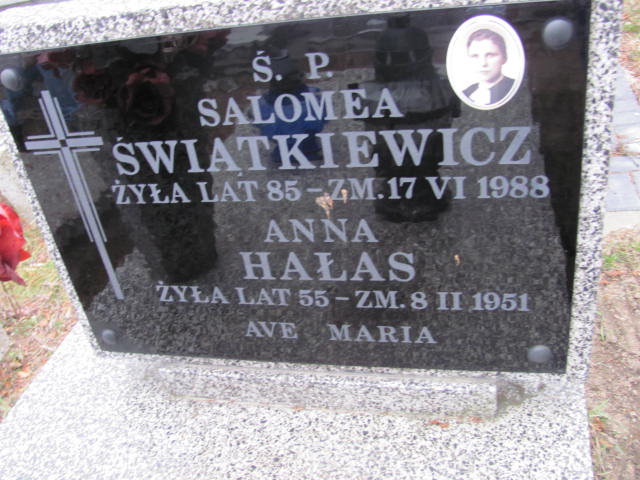 Ś. P.
SALOMEA
ŚWIĄTKIEWICZ
ŻYŁA LAT 85 – ZM. 17 VI 1988
ANNA
HAŁAS
ŻYŁA LAT 55 – ZM. 8 II 1951
AVE MARIA